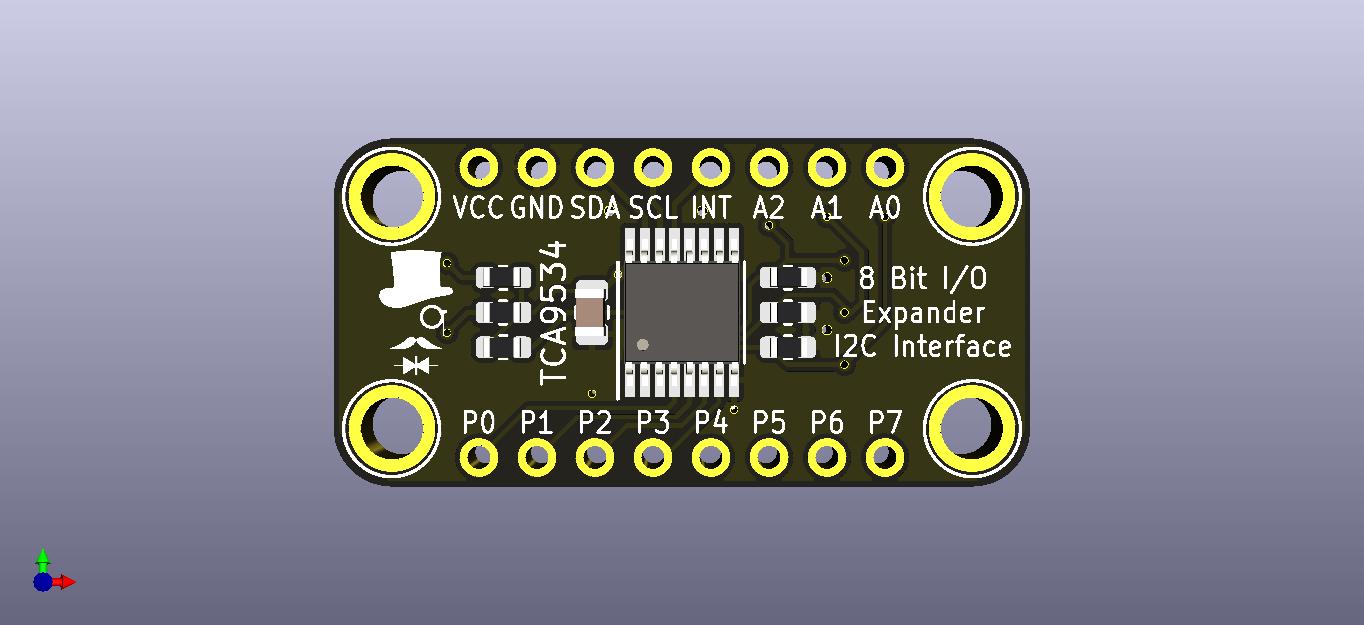 VCC GND SDA SCL INT A2 A1 A0
TCA9534
8 Bit I/O
Expander
I2C Interface
P0 P1 P2 P3 P4 P5 P6 P7